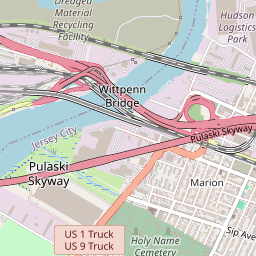 Dredged
Material
Recycling
Facility
Hudson
Logistics
Park
Wittpenn
Bridge
Jersey City
Pulaski Skyway
Pulaski
Skyway
Marion
US 1 Truck
US 9 Truck
Holy Name
Cemetery
Sip Ave